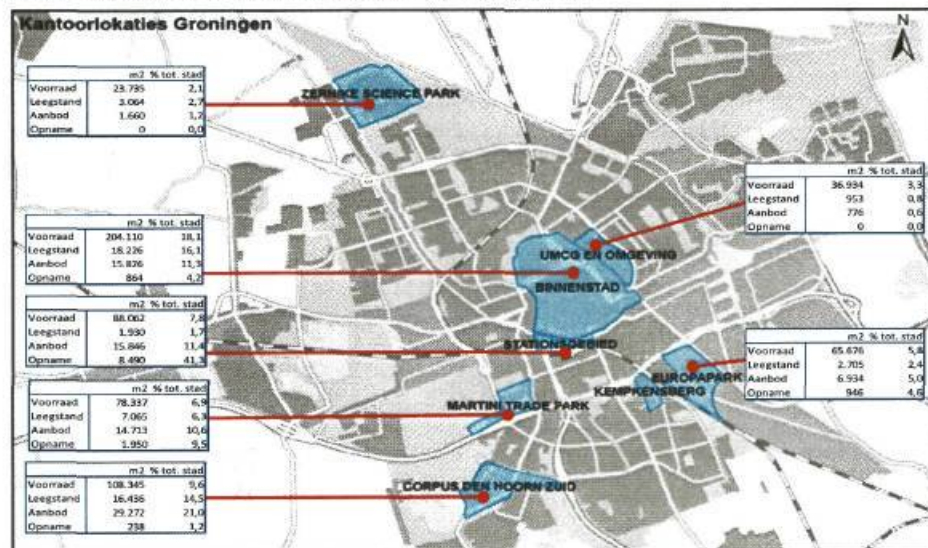 Kantoorlokaties Groningen
N
m2 % tot. stad
Voorraad 23.735 2,1
Leegstand 3.064 2,7
Aanbod 1.660 1,2
Opname 0 0,0
ZERNIKE SCIENCE PARK
m2 % tot. stad
Voorraad 36.934 3,3
Leegstand 953 0,8
Aanbod 776 0,6
Opname 0 0,0
UMCG EN OMGEVING
m2 % tot. stad
Voorraad 204.110 18,1
Leegstand 18.226 16,1
Aanbod 15.826 11,3
Opname 864 4,2
BINNENSTAD
m2 % tot. stad
Voorraad 88.062 7,8
Leegstand 1.930 1,7
Aanbod 15.846 11,4
Opname 8.490 41,3
STATIONSGEBIED
m2 % tot. stad
Voorraad 65.676 5,8
Leegstand 2.705 2,4
Aanbod 6.934 5,0
Opname 946 4,6
EUROPAPARK
KEMPKENSBERG
m2 % tot. stad
Voorraad 78.337 6,9
Leegstand 7.065 6,3
Aanbod 14.713 10,6
Opname 1.950 9,5
MARTINI TRADE PARK
m2 % tot. stad
Voorraad 108.345 9,6
Leegstand 16.436 14,5
Aanbod 29.272 21,0
Opname 238 1,2
CORPUS DEN HOORN ZUID